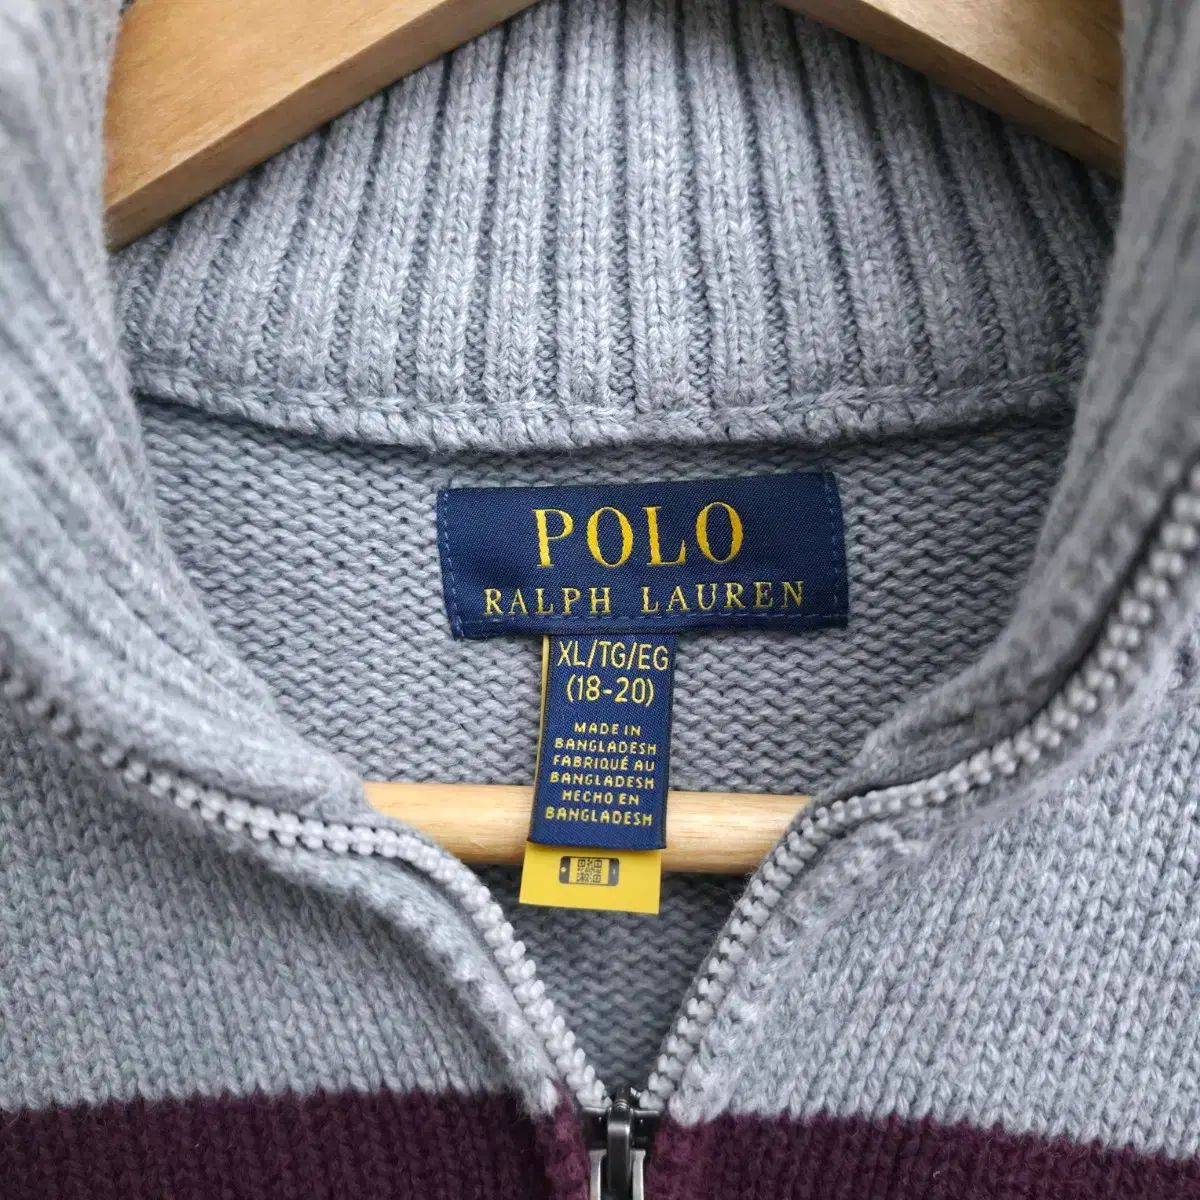 POLO
RALPH LAUREN
XL/TG/EG
(18-20)
MADE IN
BANGLADESH
FABRIQUÉ AU
BANGLADESH
HECHO EN
BANGLADESH